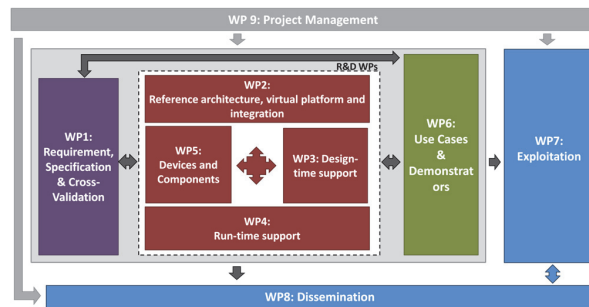 WP 9: Project Management
R&D WPs
WP1:
Requirement,
Specification
& Cross-
Validation
WP2:
Reference architecture, virtual platform and
integration
WP5:
Devices and
Components
WP3: Design-
time support
WP4:
Run-time support
WP6:
Use Cases
&
Demonstrat
ors
WP7:
Exploitation
WP8: Dissemination